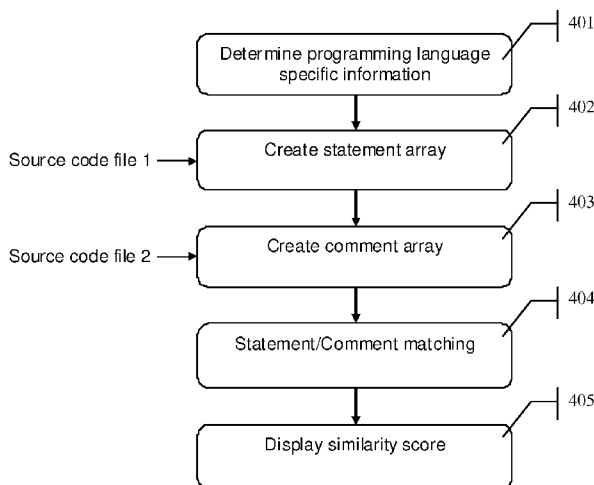 401
Determine programming language
specific information
402
Source code file 1
Create statement array
403
Source code file 2
Create comment array
404
Statement/Comment matching
405
Display similarity score